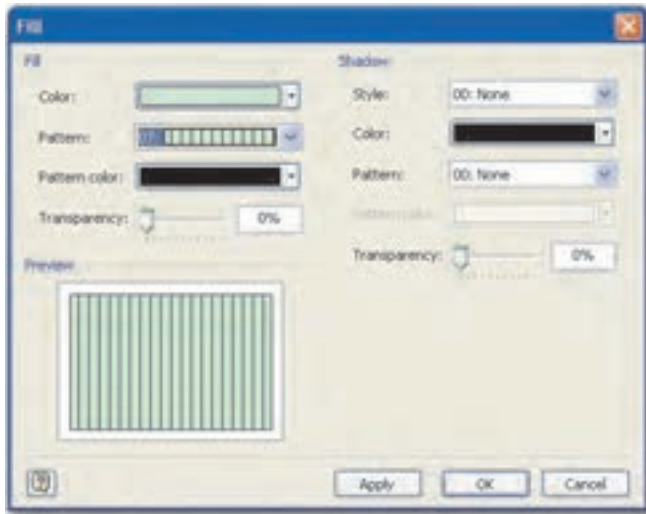 Fill
Fill
Color:
Pattern:
Pattern color:
Transparency: 0%
Preview
Shadow
Style: 00: None
Color:
Pattern: 00: None
Transparency: 0%
Apply OK Cancel